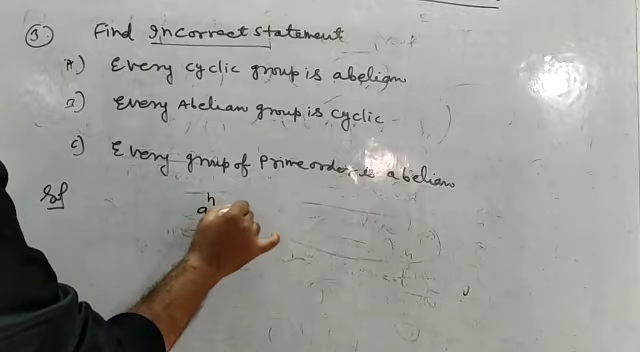 3. Find Incorrect statement
A) Every cyclic group is abelian
B) Every Abelian group is cyclic
C) Every group of prime order is abelian
Sol
a^n